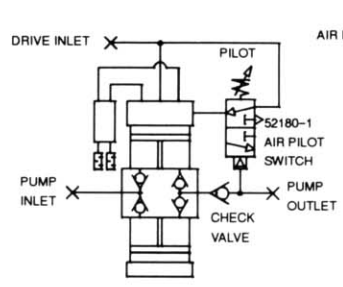 DRIVE INLET
AIR
PILOT
52180-1
AIR PILOT
SWITCH
PUMP
INLET
PUMP
OUTLET
CHECK
VALVE